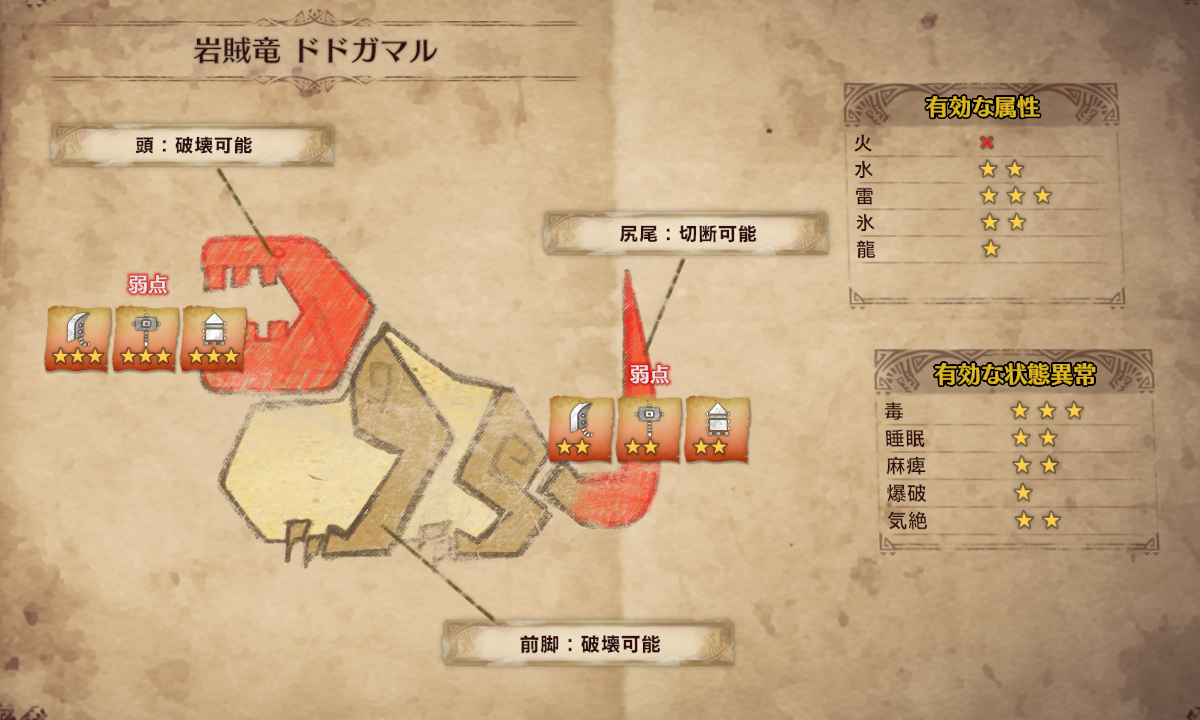 岩賊竜 ドドガマル
頭：破壊可能
弱点
尻尾：切断可能
弱点
前脚：破壊可能
有効な属性
火
水
雷
氷
龍
有効な状態異常
毒
睡眠
麻痺
爆破
気絶